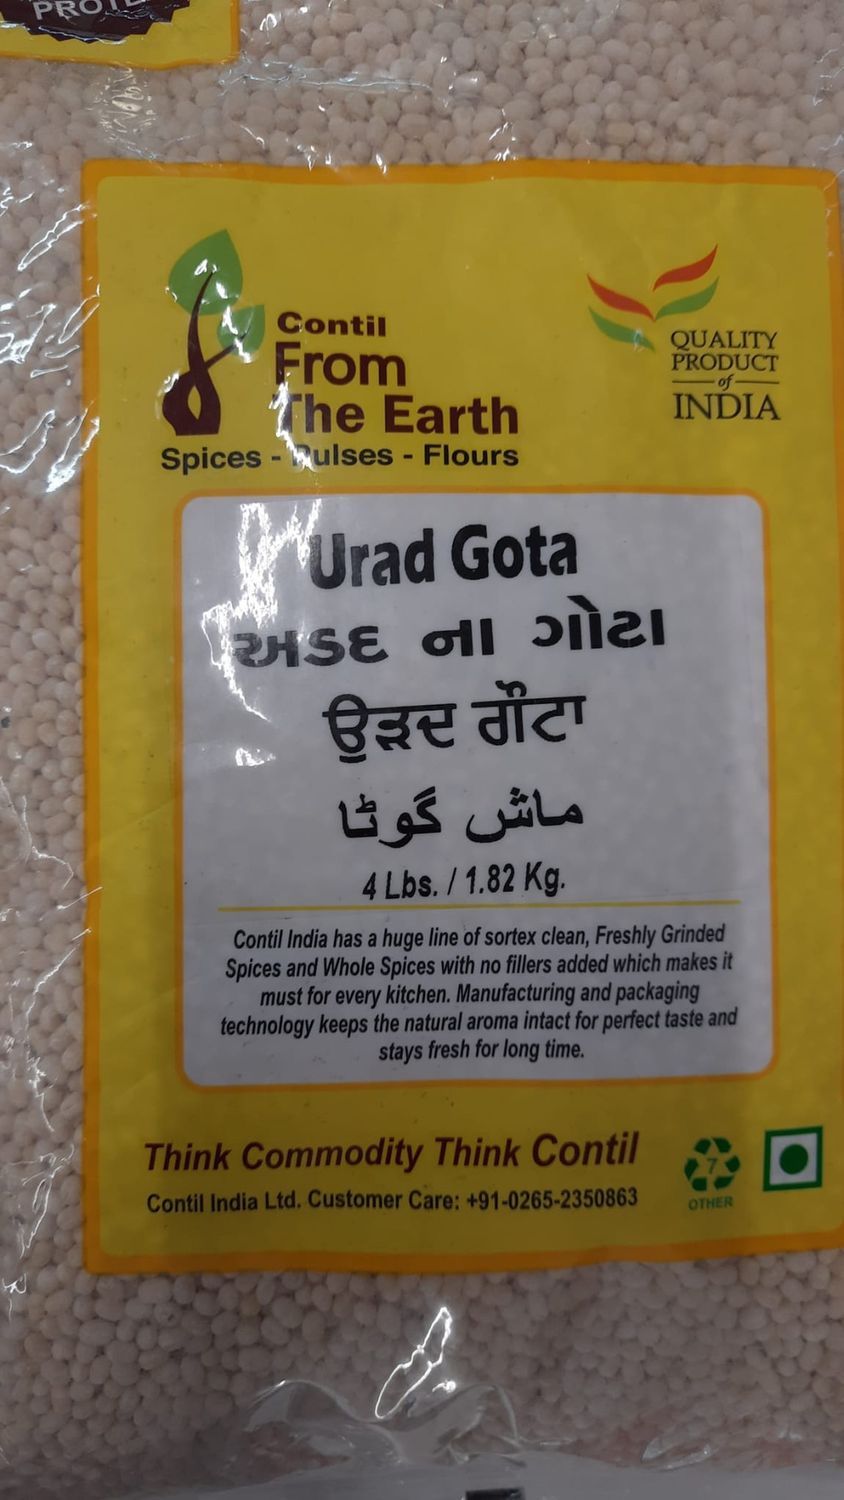 Contil
From
The Earth
Spices - Pulses - Flours
QUALITY
PRODUCT
of
INDIA
Urad Gota
અડદ ના ગોટા
ਉੜਦ ਗੌਟਾ
ماش گوٹا
4 Lbs. / 1.82 Kg.
Contil India has a huge line of sortex clean, Freshly Grinded
Spices and Whole Spices with no fillers added which makes it
must for every kitchen. Manufacturing and packaging
technology keeps the natural aroma intact for perfect taste and
stays fresh for long time.
Think Commodity Think Contil
Contil India Ltd. Customer Care: +91-0265-2350863
7
OTHER